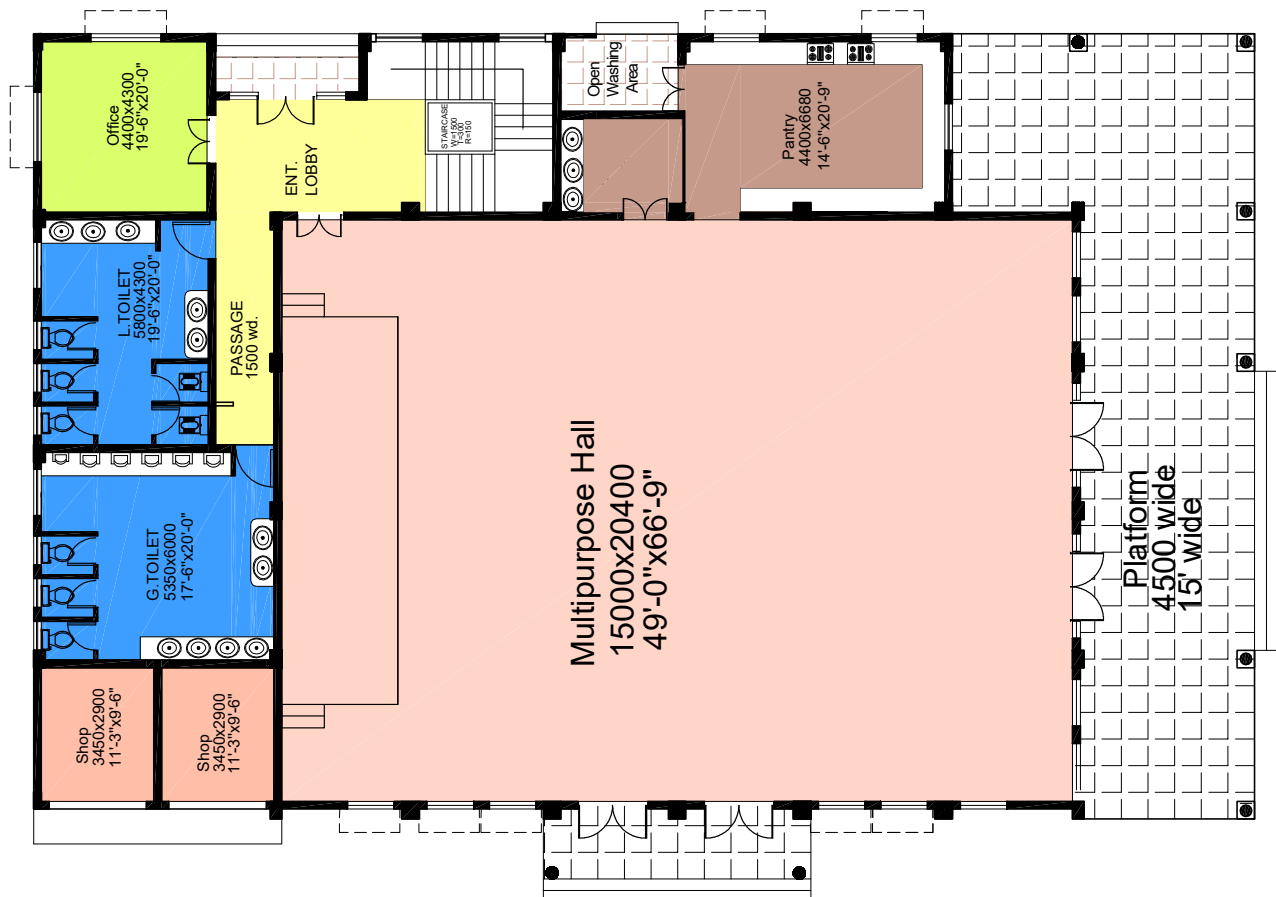 Office
4400x4300
19'-6"x20'-0"
ENT.
LOBBY
STAIRCASE
W=1500
T=300
R=150
Open
Washing
Area
Pantry
4400x6680
14'-6"x20'-9"
L.TOILET
5800x4300
19'-6"x20'-0"
PASSAGE
1500 wd.
Multipurpose Hall
15000x20400
49'-0"x66'-9"
Platform
4500 wide
15' wide
G.TOILET
5350x6000
17'-6"x20'-0"
Shop
3450x2900
11'-3"x9'-6"
Shop
3450x2900
11'-3"x9'-6"